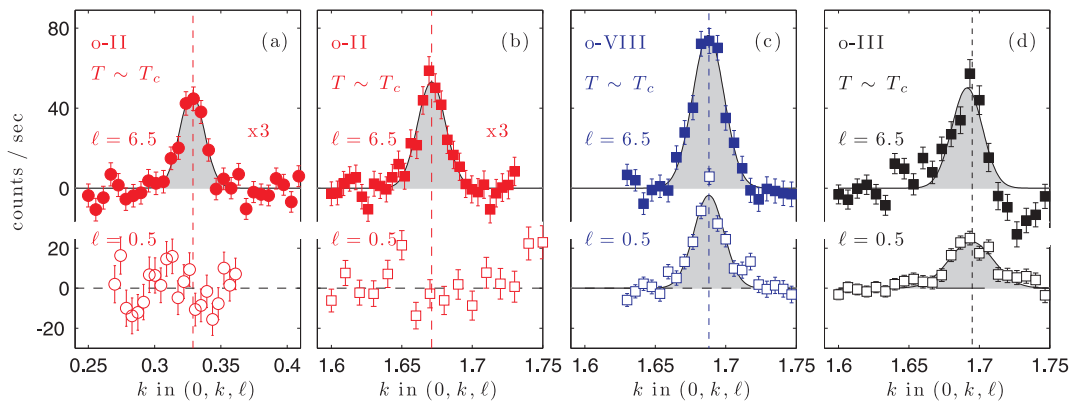 80
40
0
20
0
-20
counts / sec
o-II
(a)
T ∼ T_c
ℓ = 6.5
x3
ℓ = 0.5
0.25
0.3
0.35
0.4
k in (0, k, ℓ)
o-II
(b)
T ∼ T_c
ℓ = 6.5
x3
ℓ = 0.5
1.6
1.65
1.7
1.75
k in (0, k, ℓ)
o-VIII
(c)
T ∼ T_c
ℓ = 6.5
ℓ = 0.5
1.6
1.65
1.7
1.75
k in (0, k, ℓ)
o-III
(d)
T ∼ T_c
ℓ = 6.5
ℓ = 0.5
1.6
1.65
1.7
1.75
k in (0, k, ℓ)